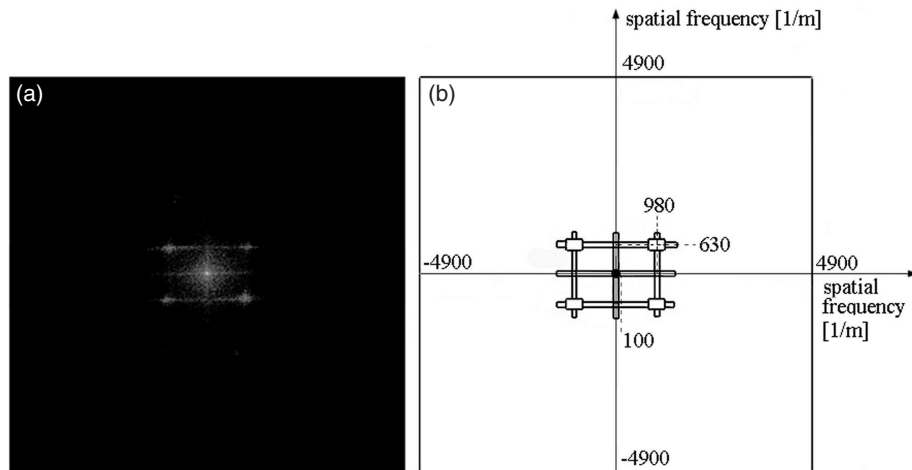 spatial frequency [1/m]
4900
(a)
(b)
980
630
-4900
4900
spatial
frequency
[1/m]
100
-4900